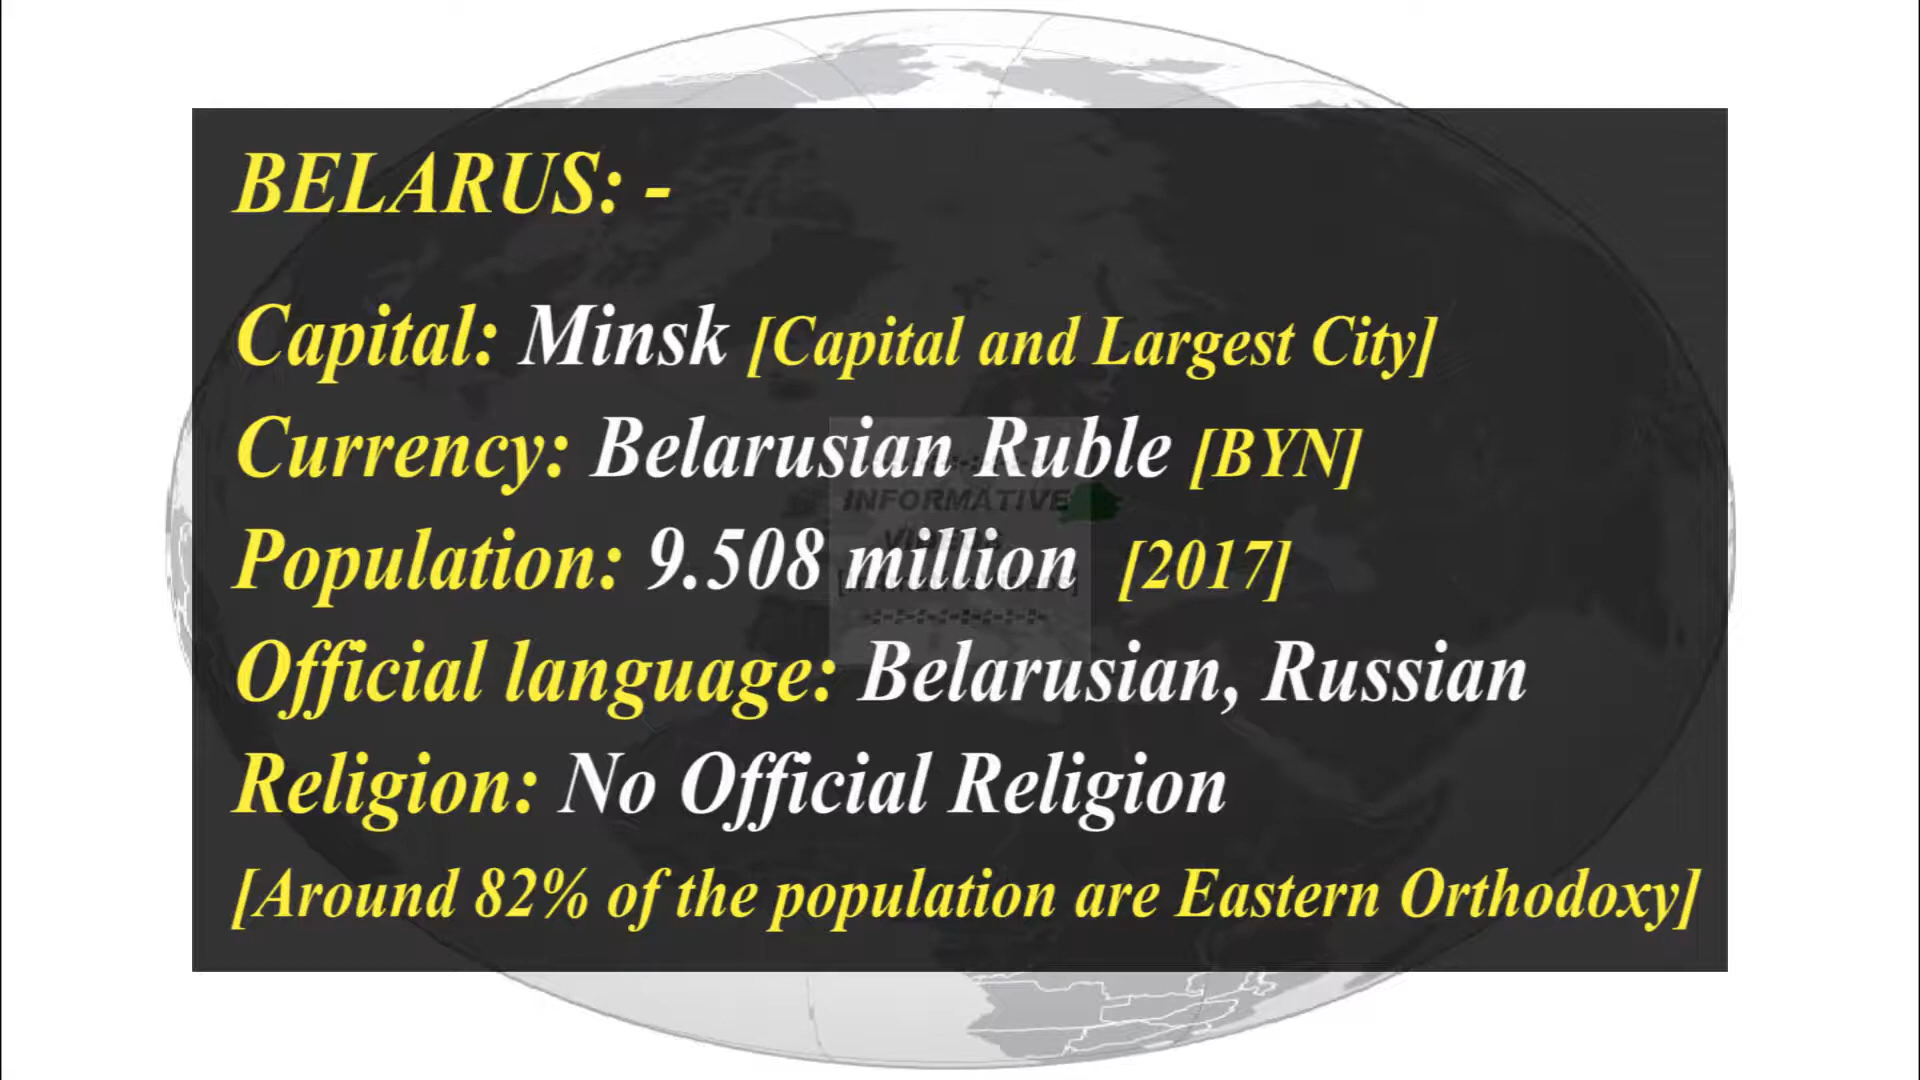 BELARUS: -
Capital: Minsk [Capital and Largest City]
Currency: Belarusian Ruble [BYN]
INFORMATIVE
Population: 9.508 million [2017]
Official language: Belarusian, Russian
Religion: No Official Religion
[Around 82% of the population are Eastern Orthodoxy]